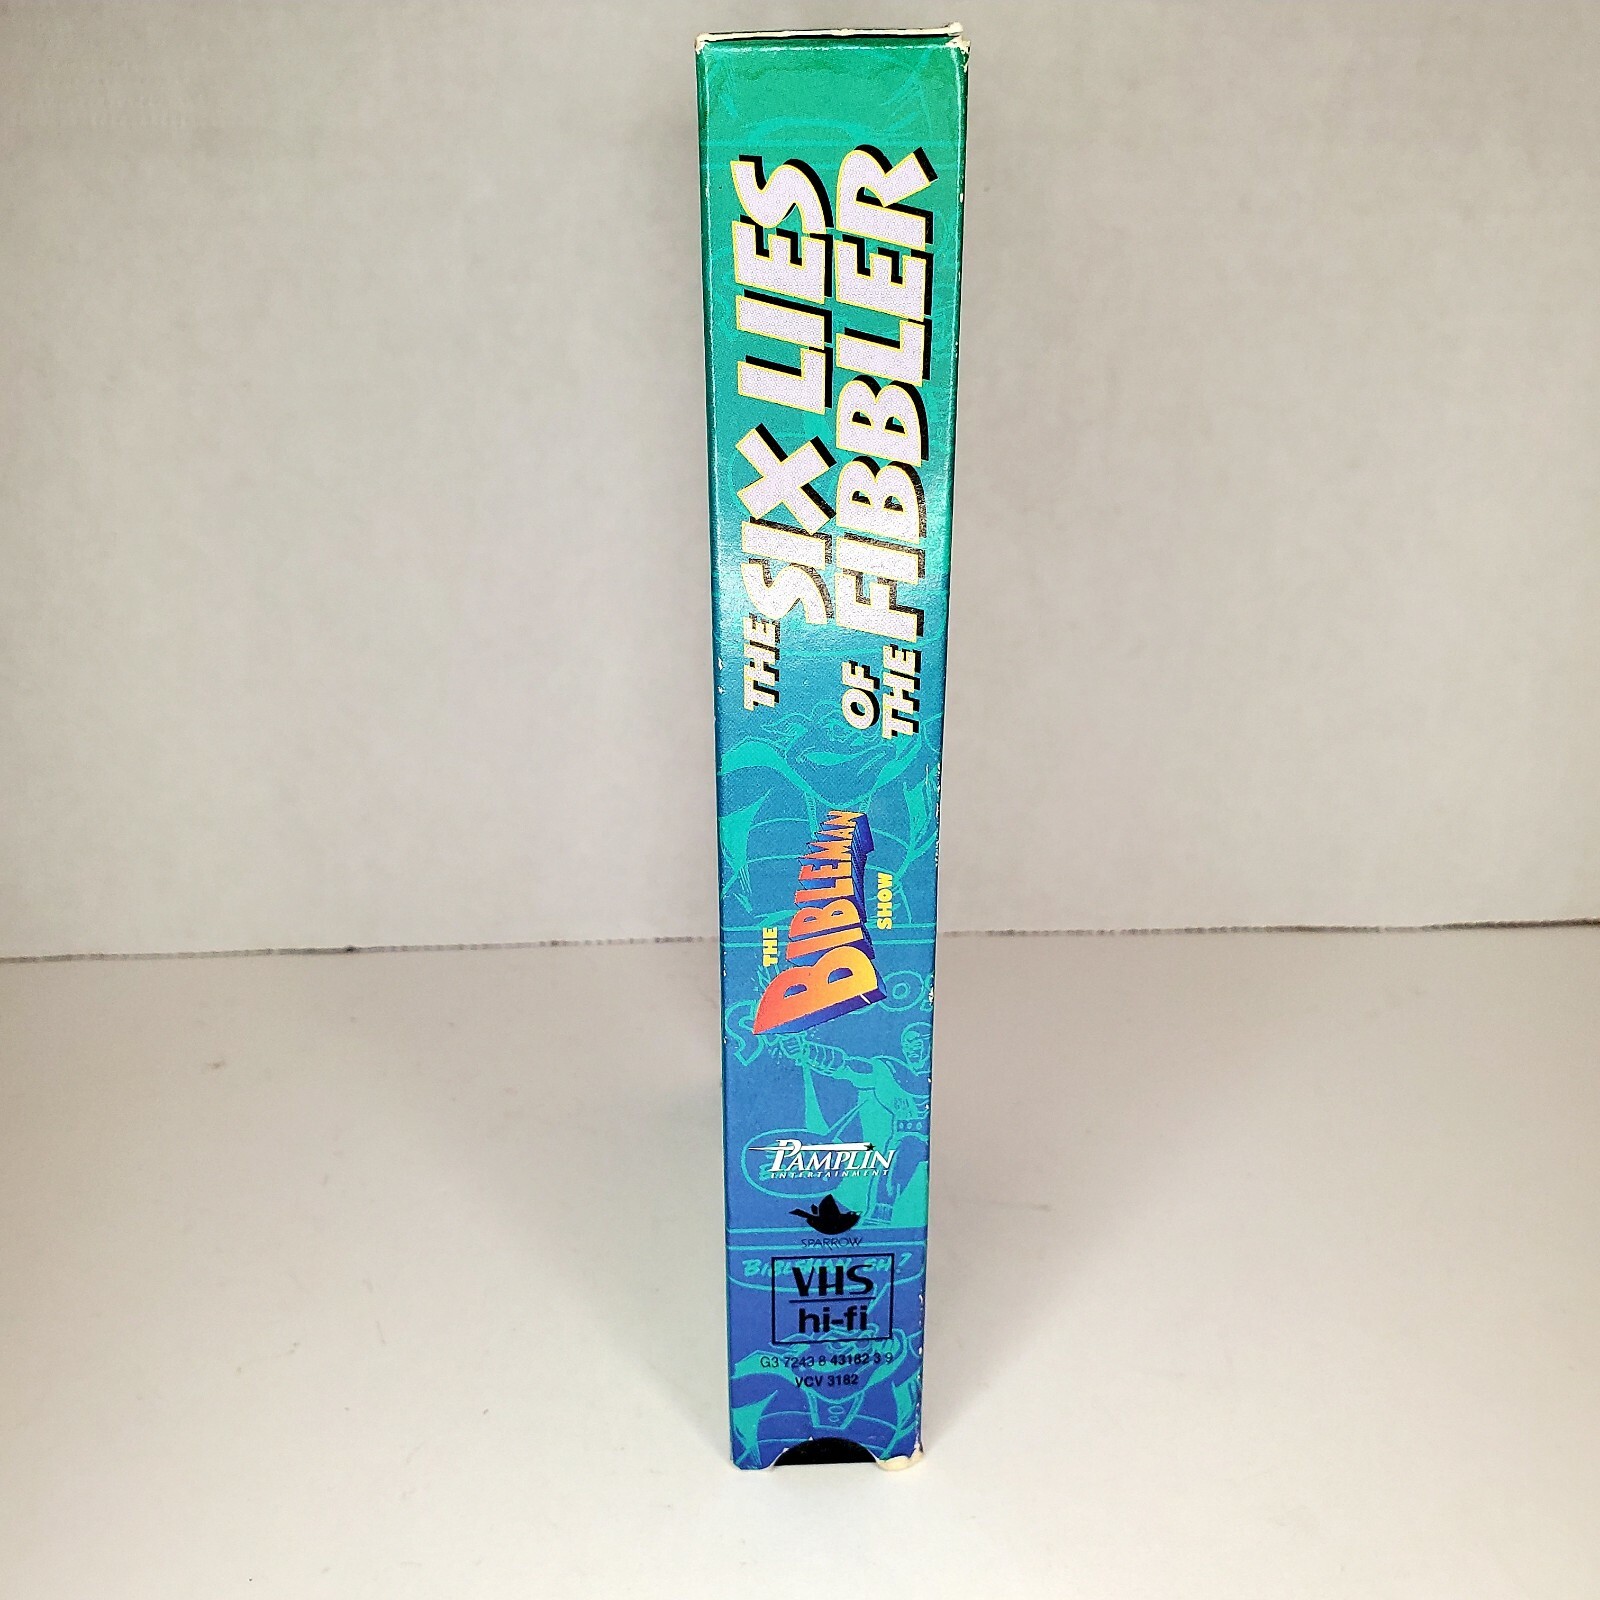 THE SIX LIES
OF THE FIBBLER
THE
BIBLEMAN
SHOW
PAMPLIN
ENTERTAINMENT
SPARROW
VHS
hi-fi
G3 7243 8 43182 3 9
VCV 3182